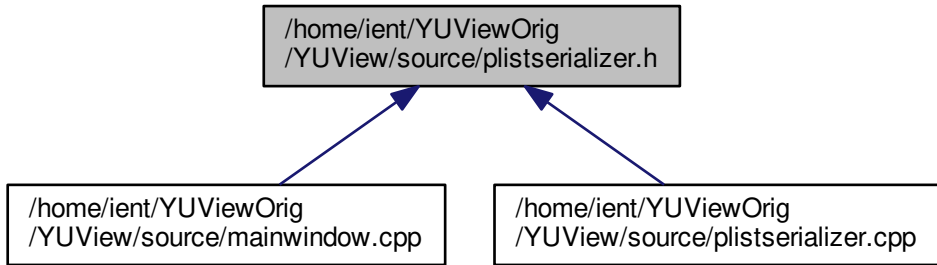 /home/ient/YUViewOrig
/YUView/source/plistserializer.h
/home/ient/YUViewOrig
/YUView/source/mainwindow.cpp
/home/ient/YUViewOrig
/YUView/source/plistserializer.cpp